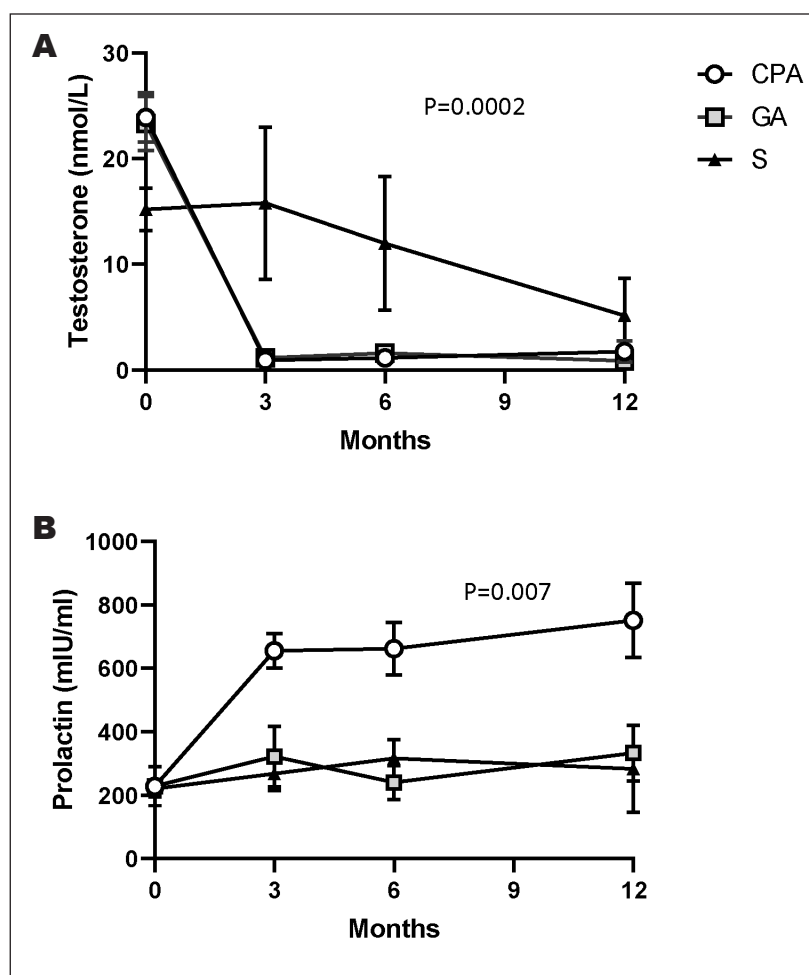 A
Testosterone (nmol/L)
30
20
10
0
P=0.0002
CPA
GA
S
0 3 6 9 12
Months
B
Prolactin (mIU/ml)
1000
800
600
400
200
0
P=0.007
0 3 6 9 12
Months